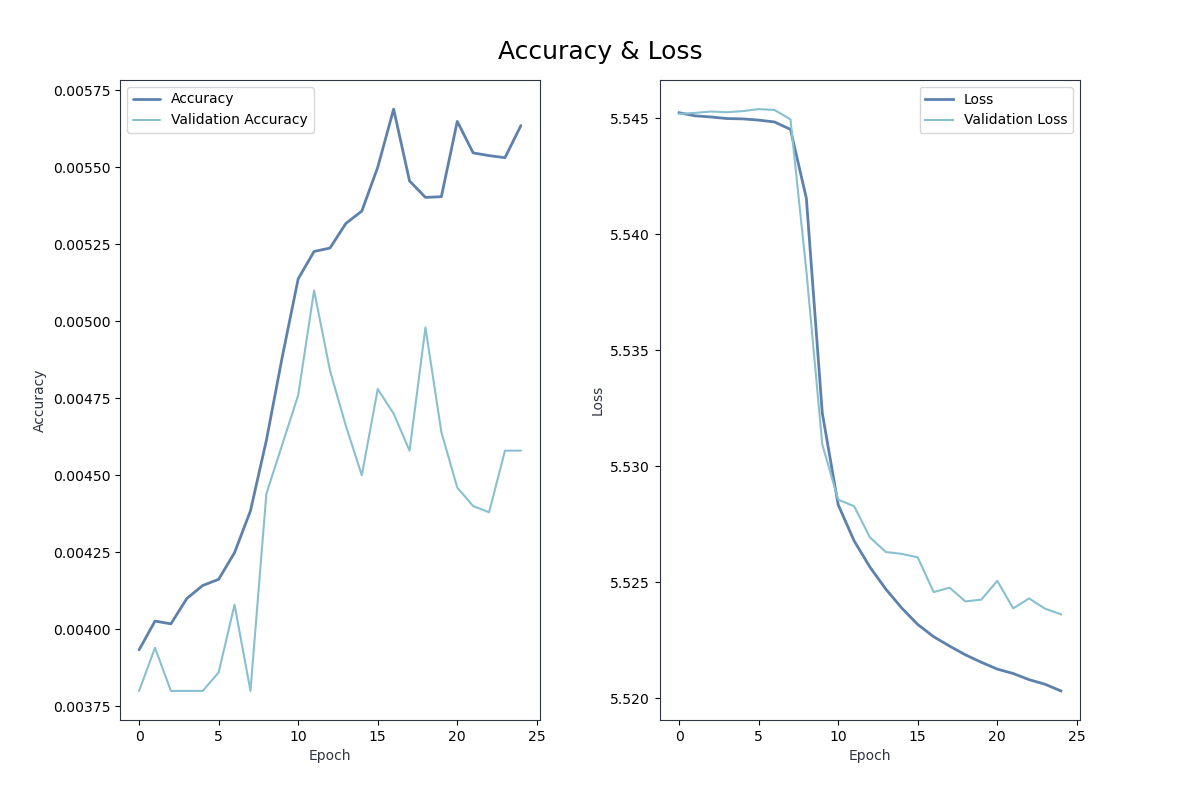 Accuracy & Loss
Accuracy
Validation Accuracy
0.00575
0.00550
0.00525
0.00500
0.00475
0.00450
0.00425
0.00400
0.00375
Accuracy
0 5 10 15 20 25
Epoch
Loss
Validation Loss
5.545
5.540
5.535
5.530
5.525
5.520
Loss
0 5 10 15 20 25
Epoch